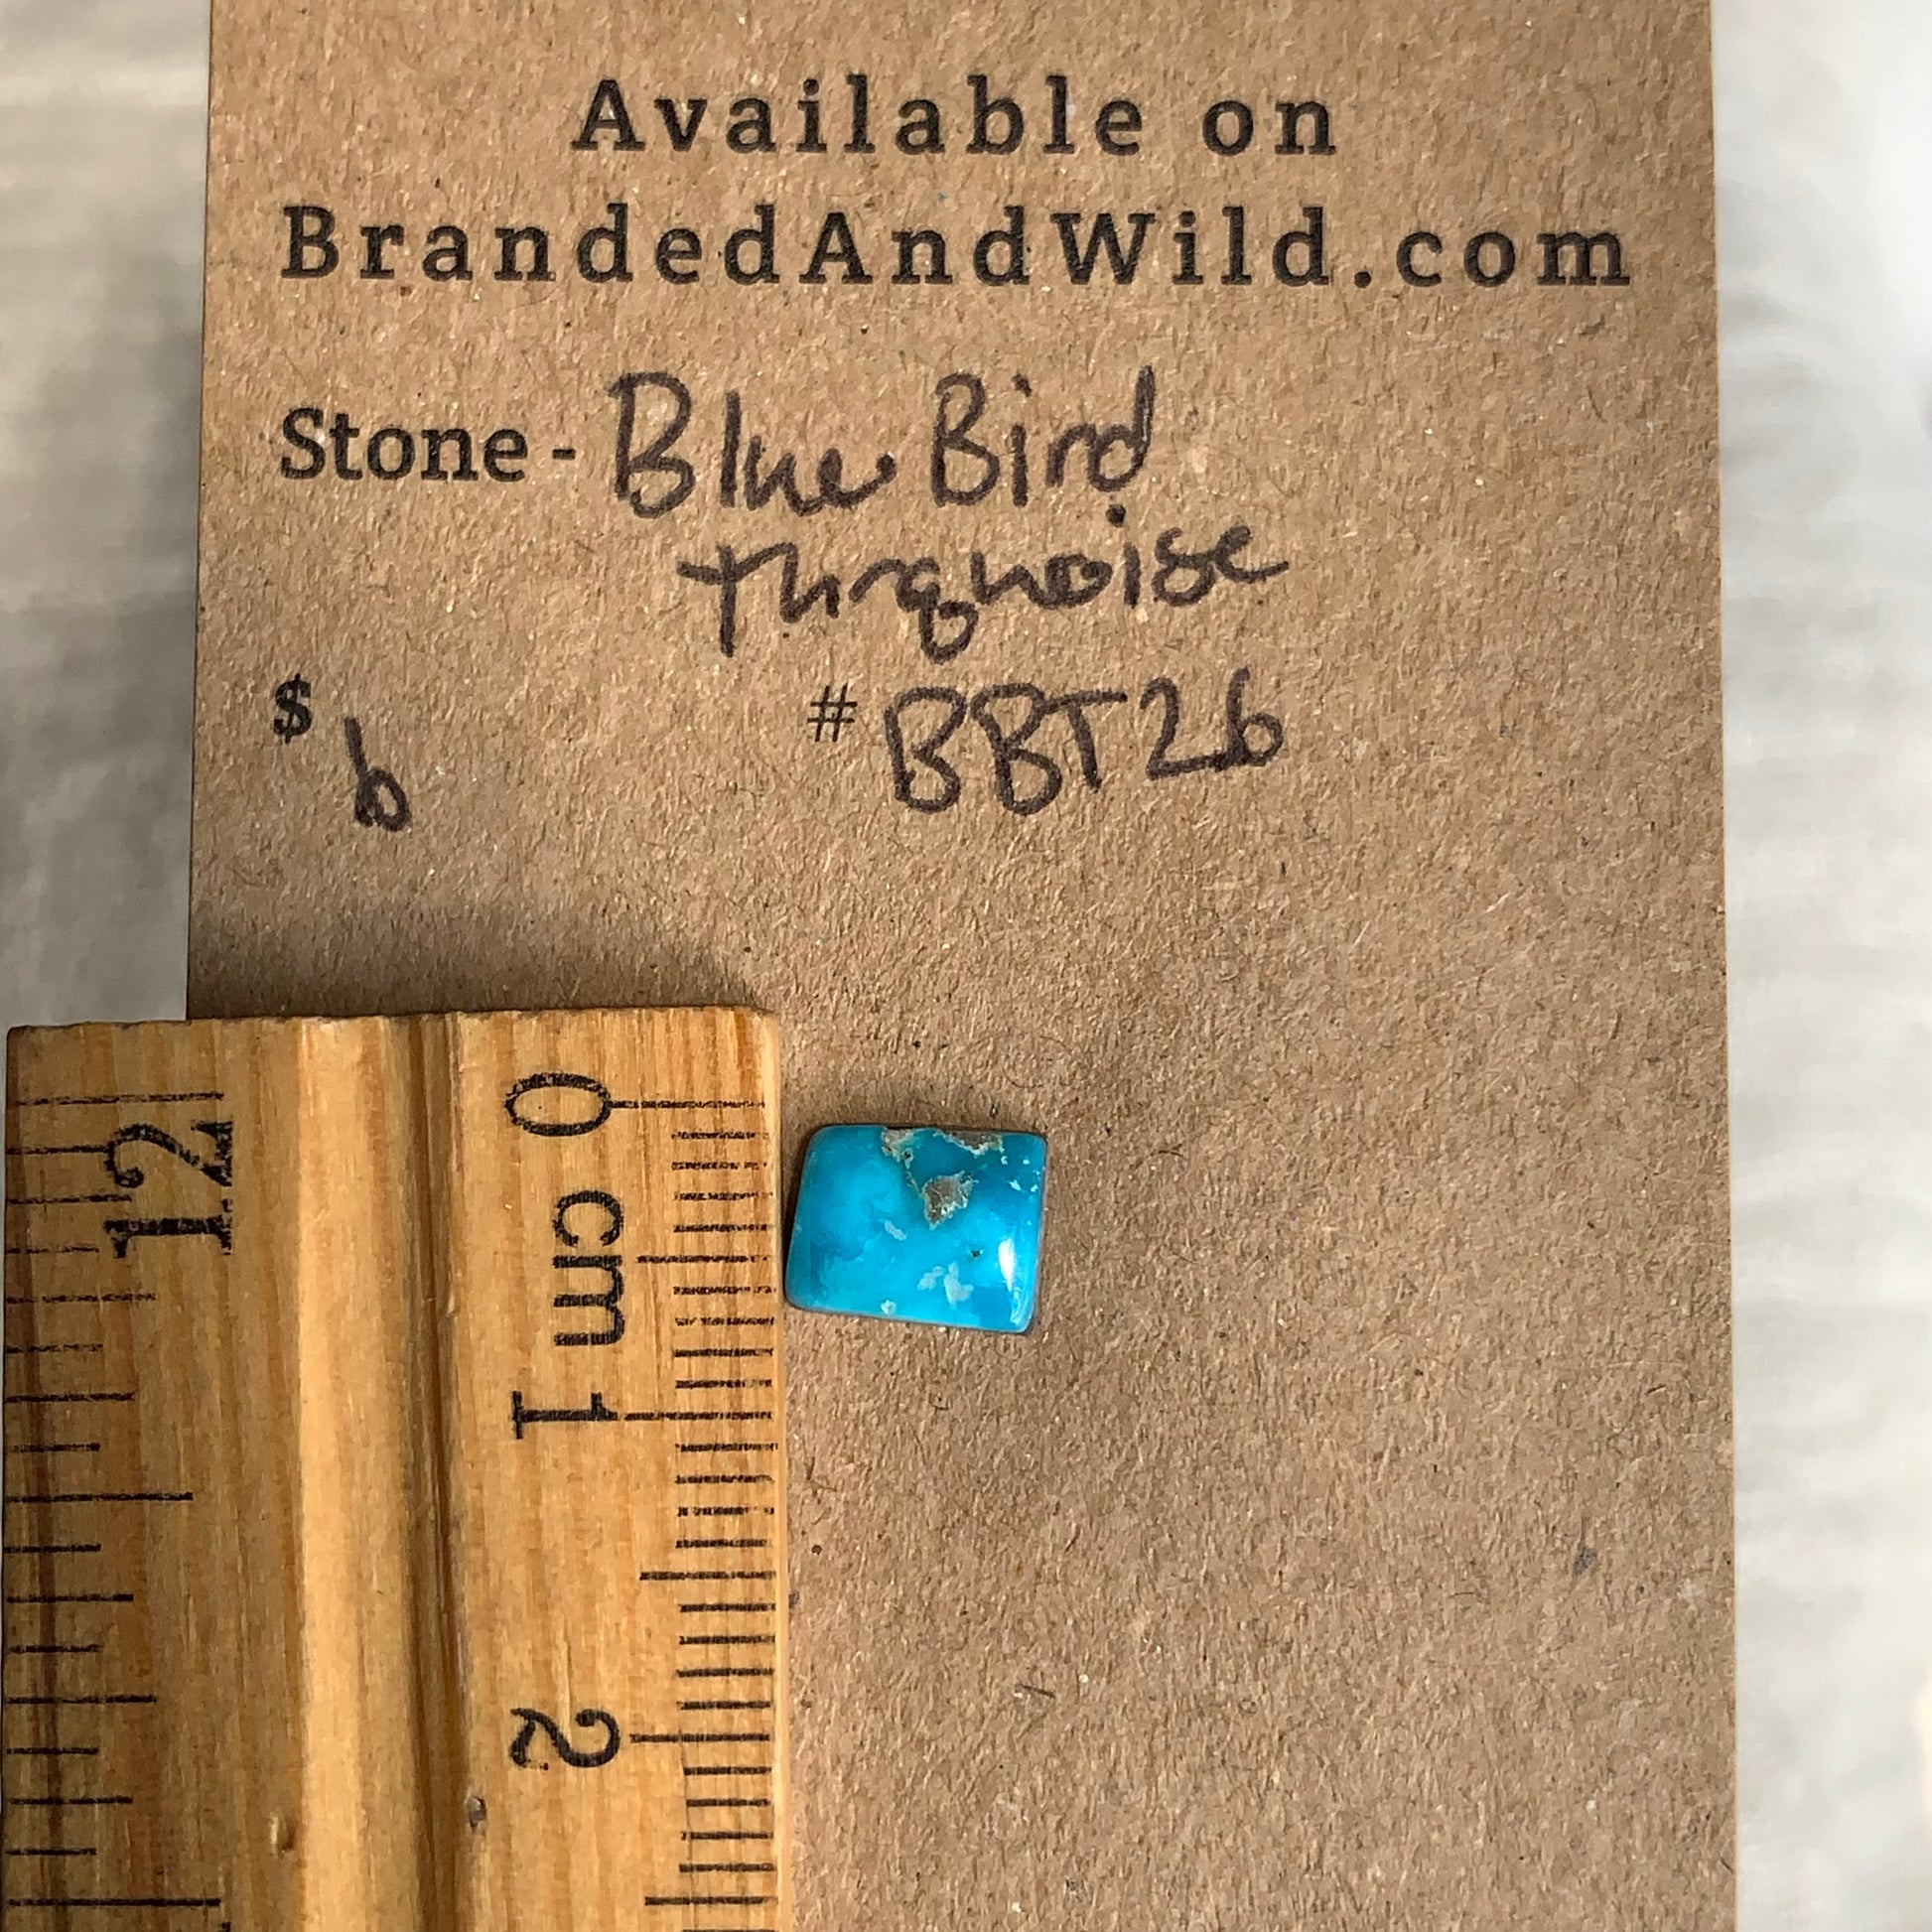 Available on
BrandedAndWild.com
Stone - Blue Bird
turquoise
$ 6 # BBT26
12
0
cm
1
2